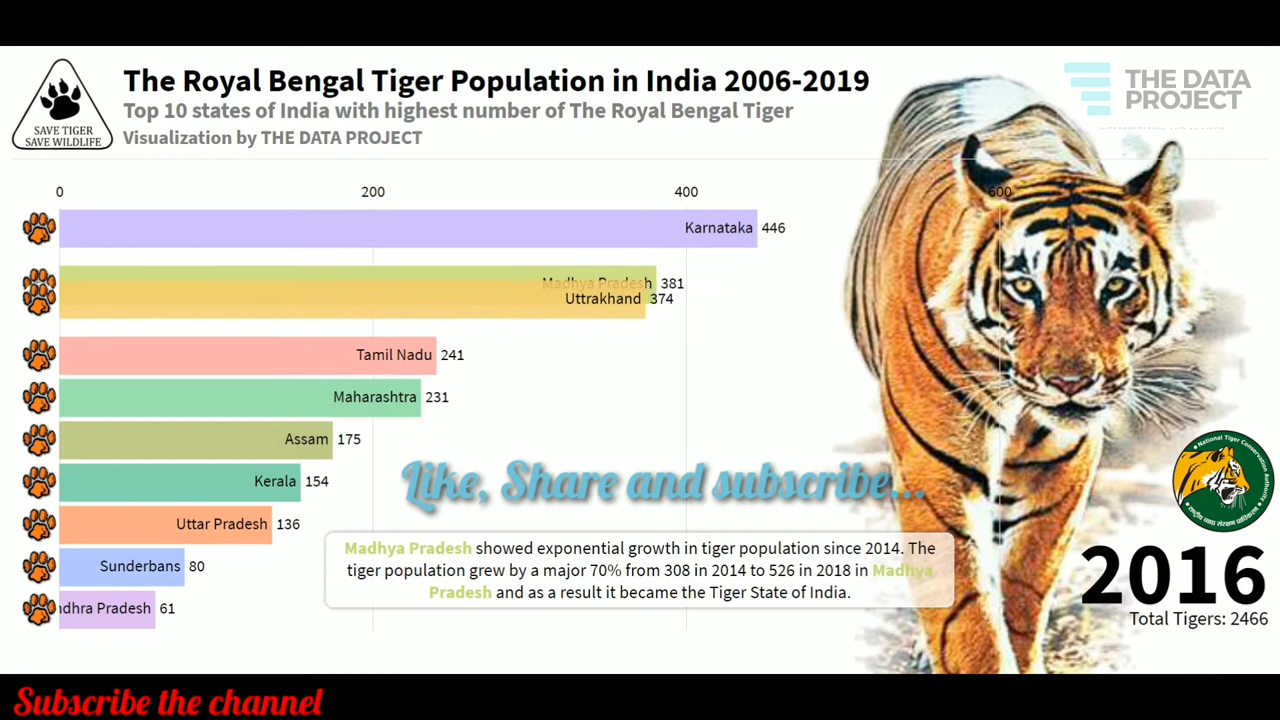 The Royal Bengal Tiger Population in India 2006-2019
Top 10 states of India with highest number of The Royal Bengal Tiger
Visualization by THE DATA PROJECT
SAVE TIGER
SAVE WILDLIFE
THE DATA
PROJECT
0 200 400 600
Karnataka 446
Madhya Pradesh 381
Uttrakhand 374
Tamil Nadu 241
Maharashtra 231
Assam 175
Kerala 154
Uttar Pradesh 136
Sunderbans 80
ndhra Pradesh 61
Like, Share and subscribe...
Madhya Pradesh showed exponential growth in tiger population since 2014. The
tiger population grew by a major 70% from 308 in 2014 to 526 in 2018 in Madhya
Pradesh and as a result it became the Tiger State of India.
National Tiger Conservation Authority
2016
Total Tigers: 2466
Subscribe the channel